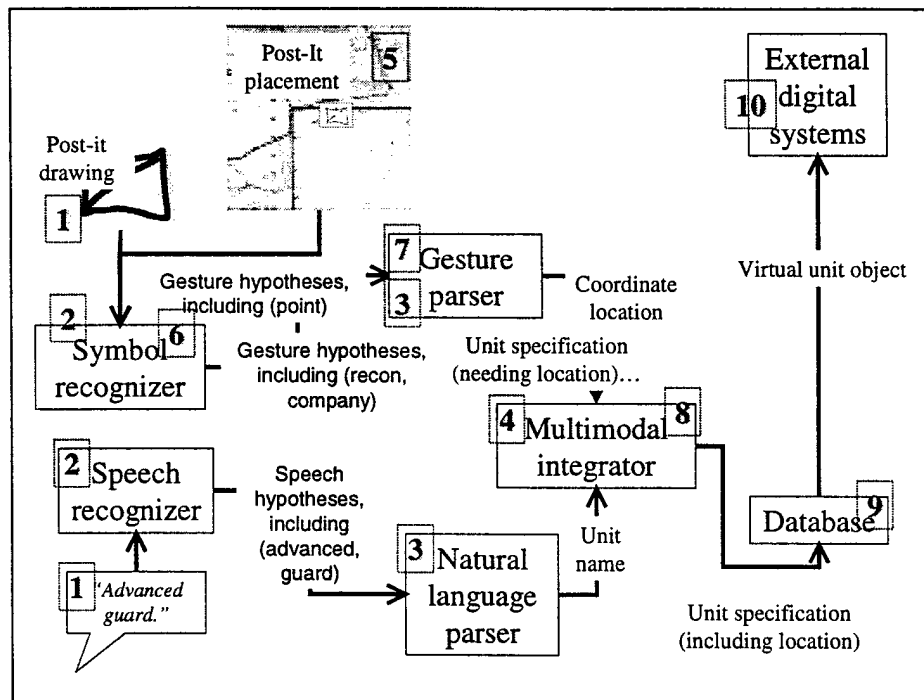 Post-It
placement
5
External
digital
systems
10
Post-it
drawing
1
Gesture hypotheses,
including (point)
7
3
Gesture
parser
Coordinate
location
Virtual unit object
2
6
Symbol
recognizer
Gesture hypotheses,
including (recon,
company)
Unit specification
(needing location)…
4
8
Multimodal
integrator
2
Speech
recognizer
Speech
hypotheses,
including
(advanced,
guard)
3
Natural
language
parser
Unit
name
9
Database
1
"Advanced
guard."
Unit specification
(including location)